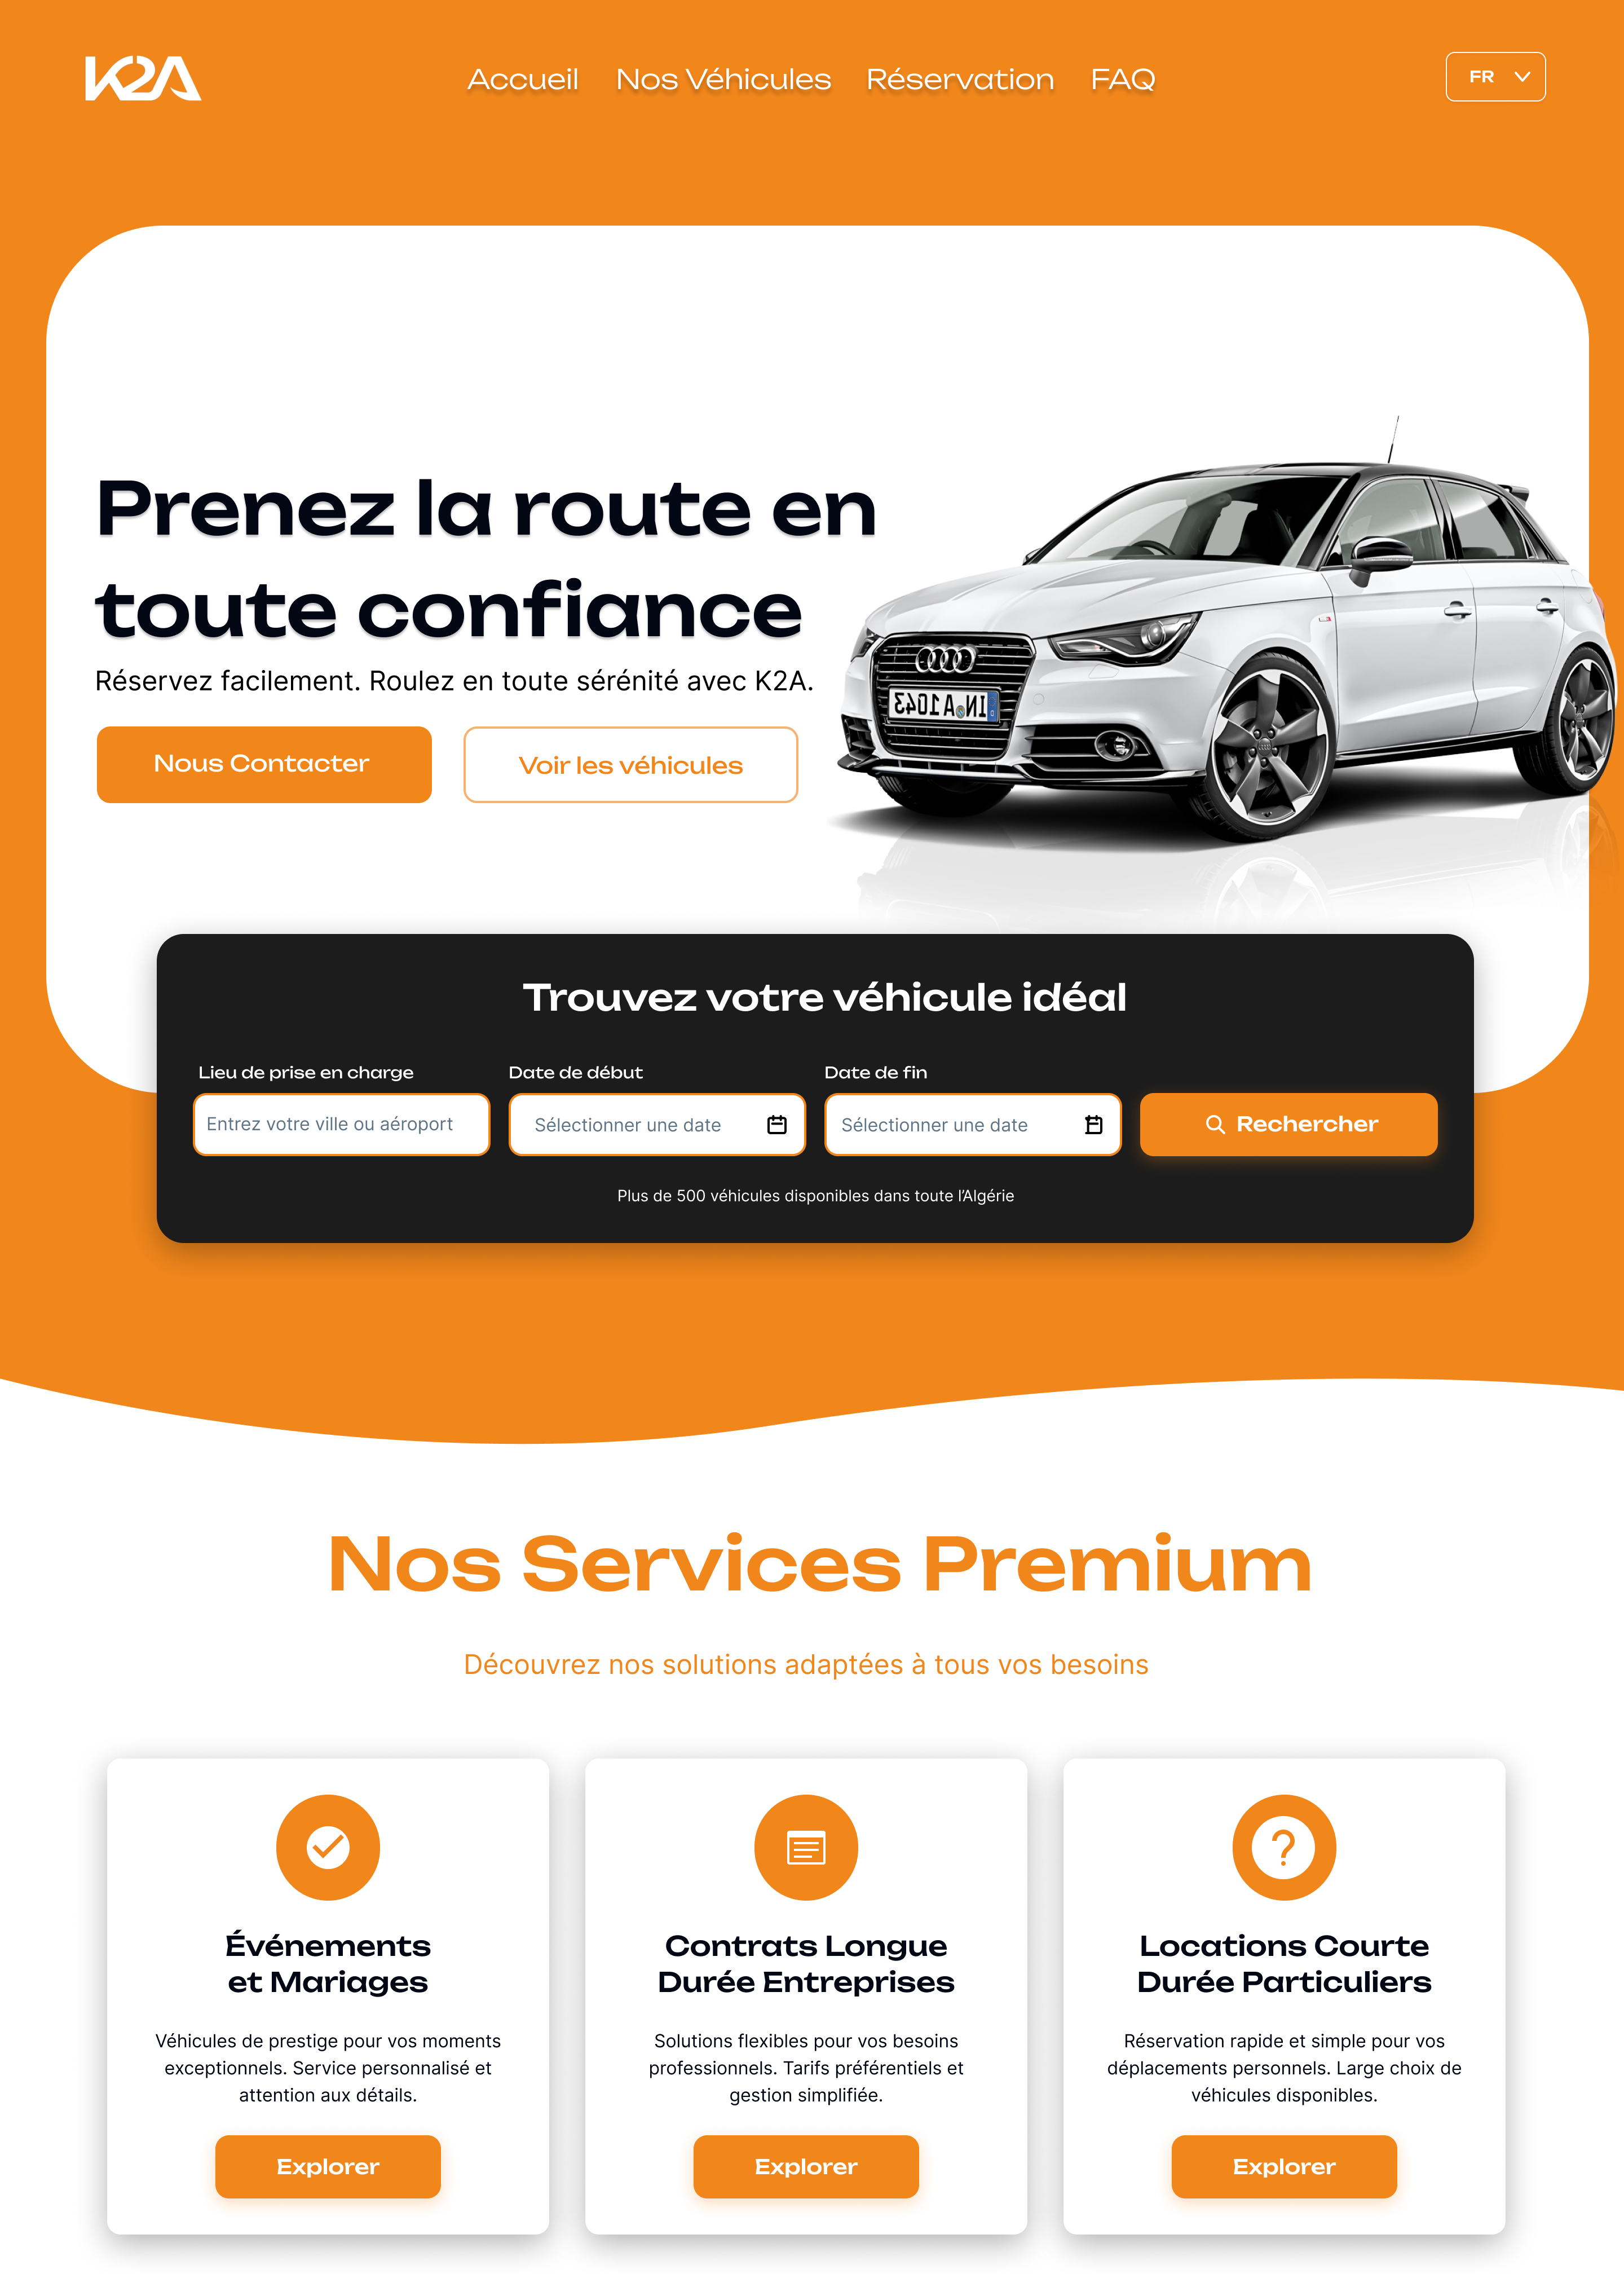 K2A
Accueil Nos Véhicules Réservation FAQ
FR
Prenez la route en
toute confiance
Réservez facilement. Roulez en toute sérénité avec K2A.
Nous Contacter
Voir les véhicules
IN A 1043
Trouvez votre véhicule idéal
Lieu de prise en charge
Date de début
Date de fin
Entrez votre ville ou aéroport
Sélectionner une date
Sélectionner une date
Rechercher
Plus de 500 véhicules disponibles dans toute l'Algérie
Nos Services Premium
Découvrez nos solutions adaptées à tous vos besoins
Événements
et Mariages
Véhicules de prestige pour vos moments
exceptionnels. Service personnalisé et
attention aux détails.
Explorer
Contrats Longue
Durée Entreprises
Solutions flexibles pour vos besoins
professionnels. Tarifs préférentiels et
gestion simplifiée.
Explorer
Locations Courte
Durée Particuliers
Réservation rapide et simple pour vos
déplacements personnels. Large choix de
véhicules disponibles.
Explorer